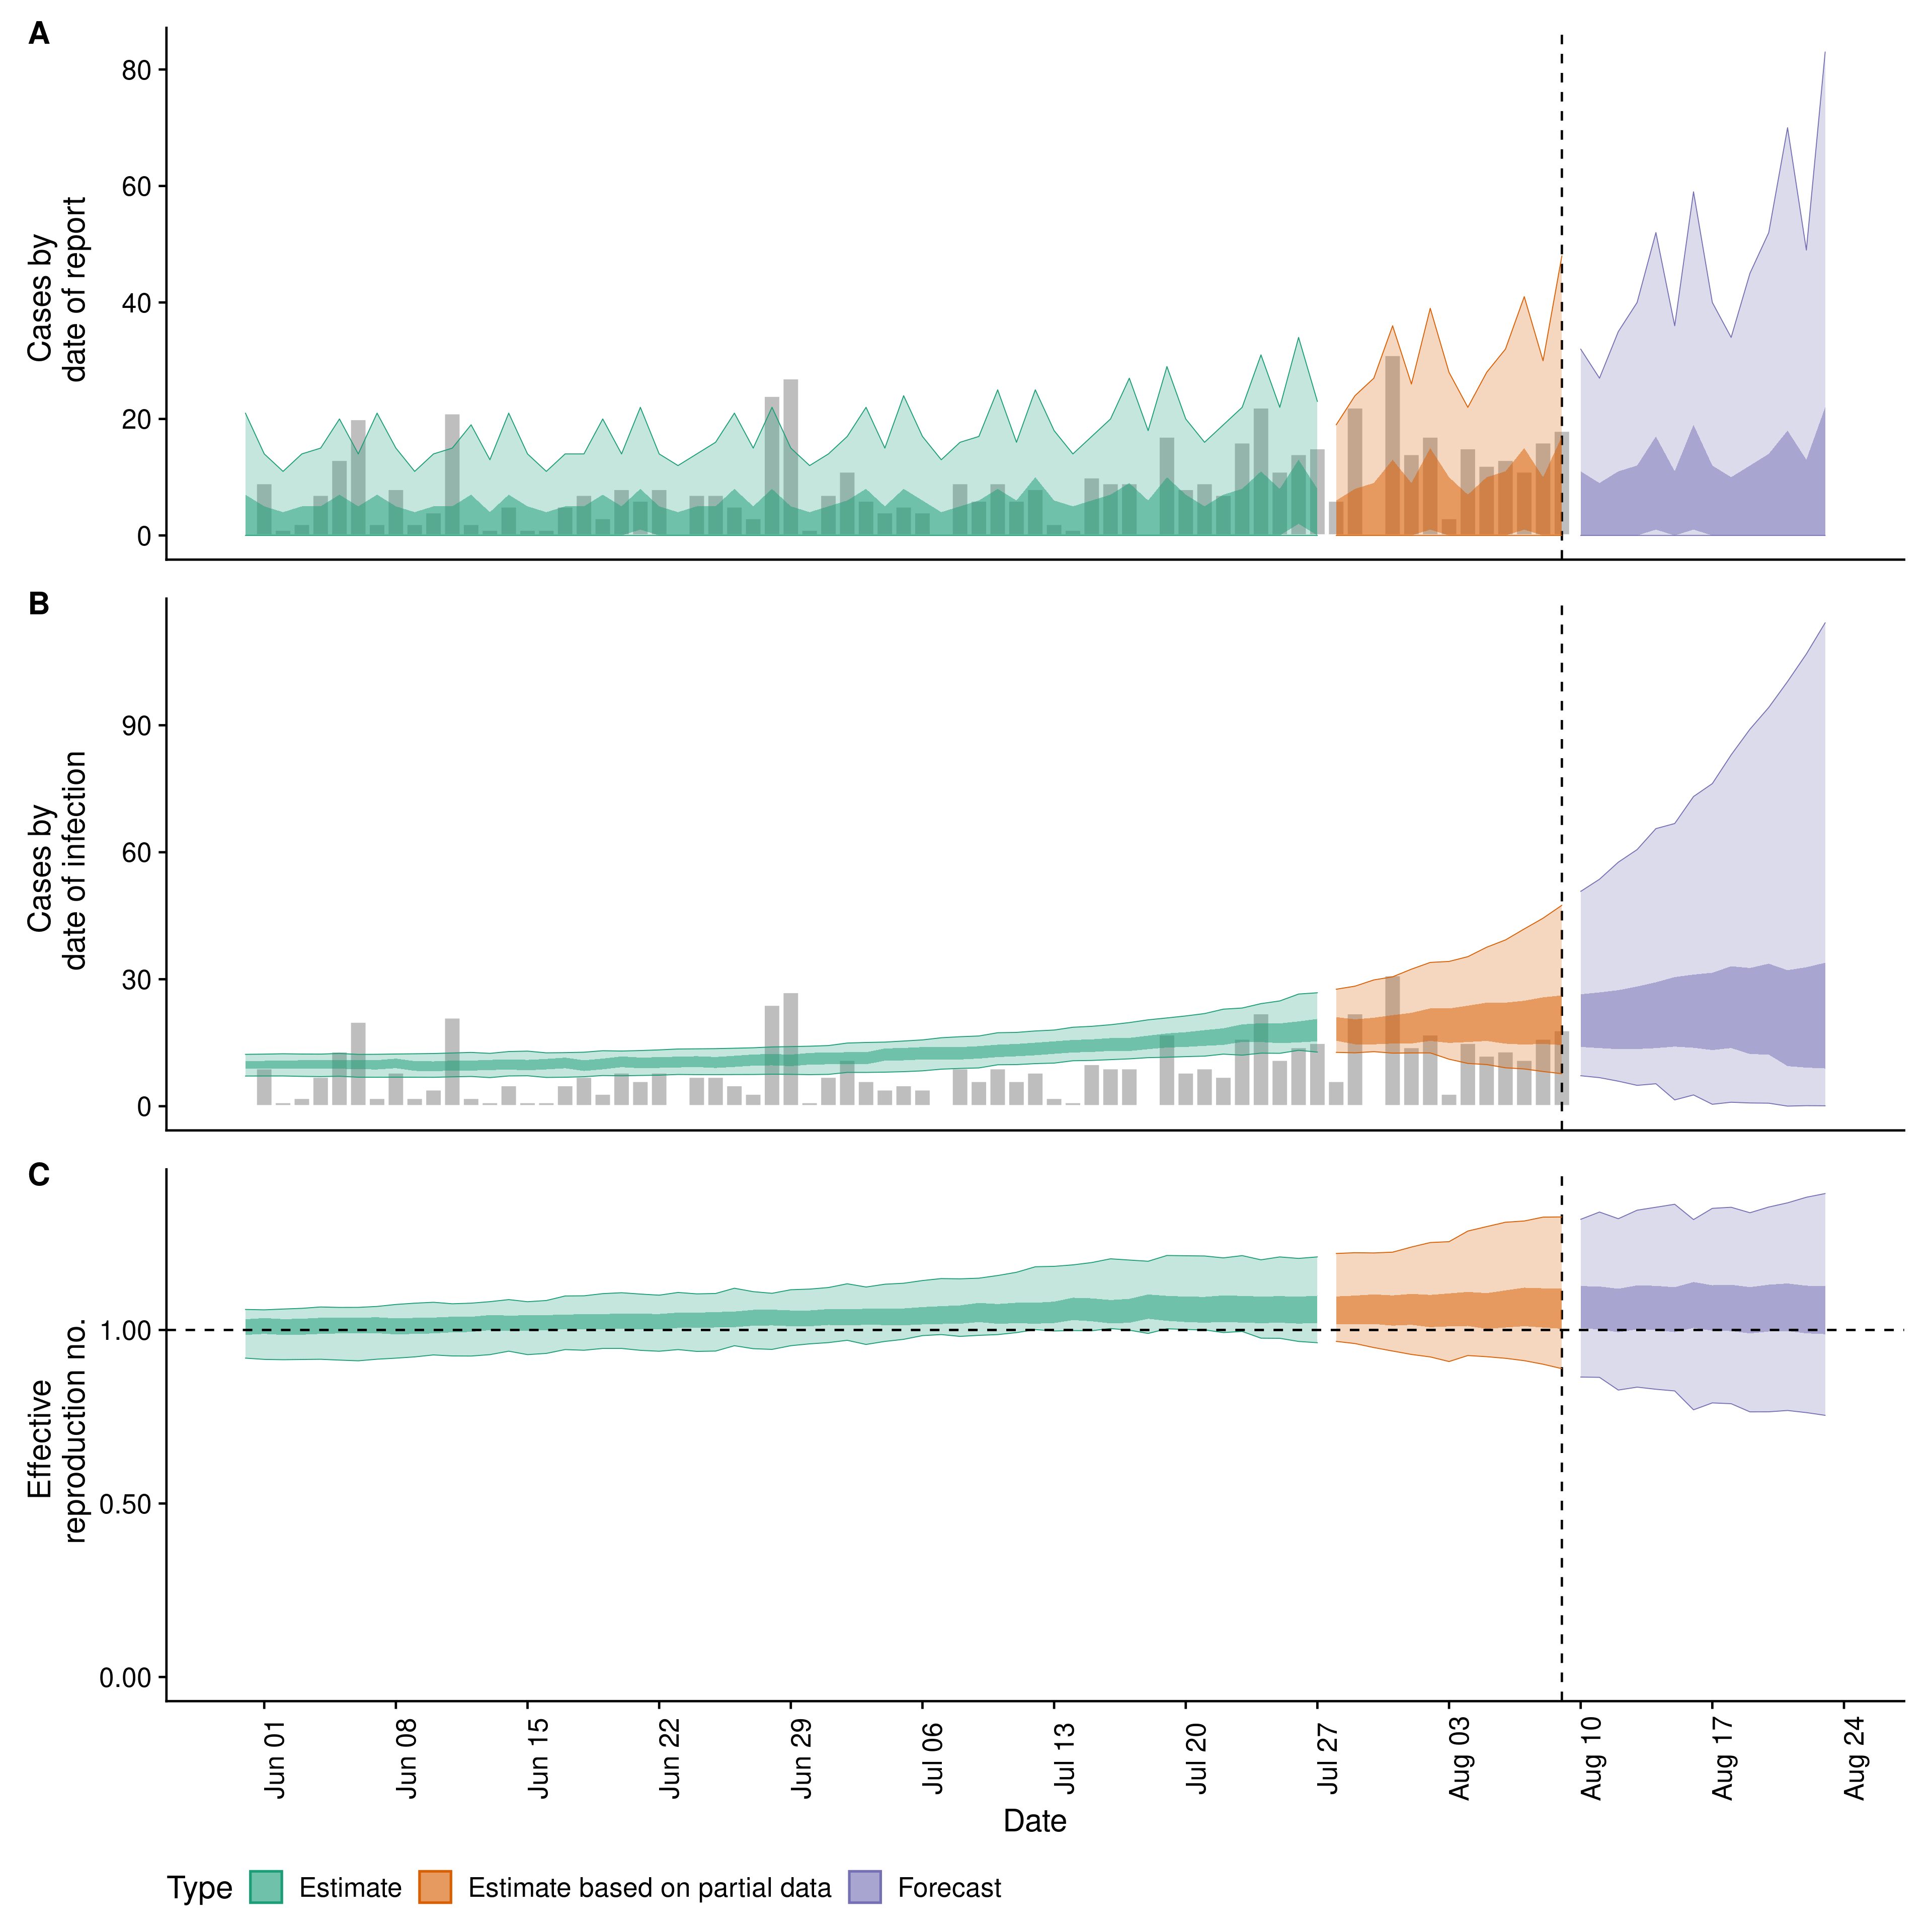 A
Cases by
date of report
80
60
40
20
0
B
Cases by
date of infection
90
60
30
0
C
Effective
reproduction no.
1.00
0.50
0.00
Jun 01
Jun 08
Jun 15
Jun 22
Jun 29
Jul 06
Jul 13
Jul 20
Jul 27
Aug 03
Aug 10
Aug 17
Aug 24
Date
Type Estimate Estimate based on partial data Forecast